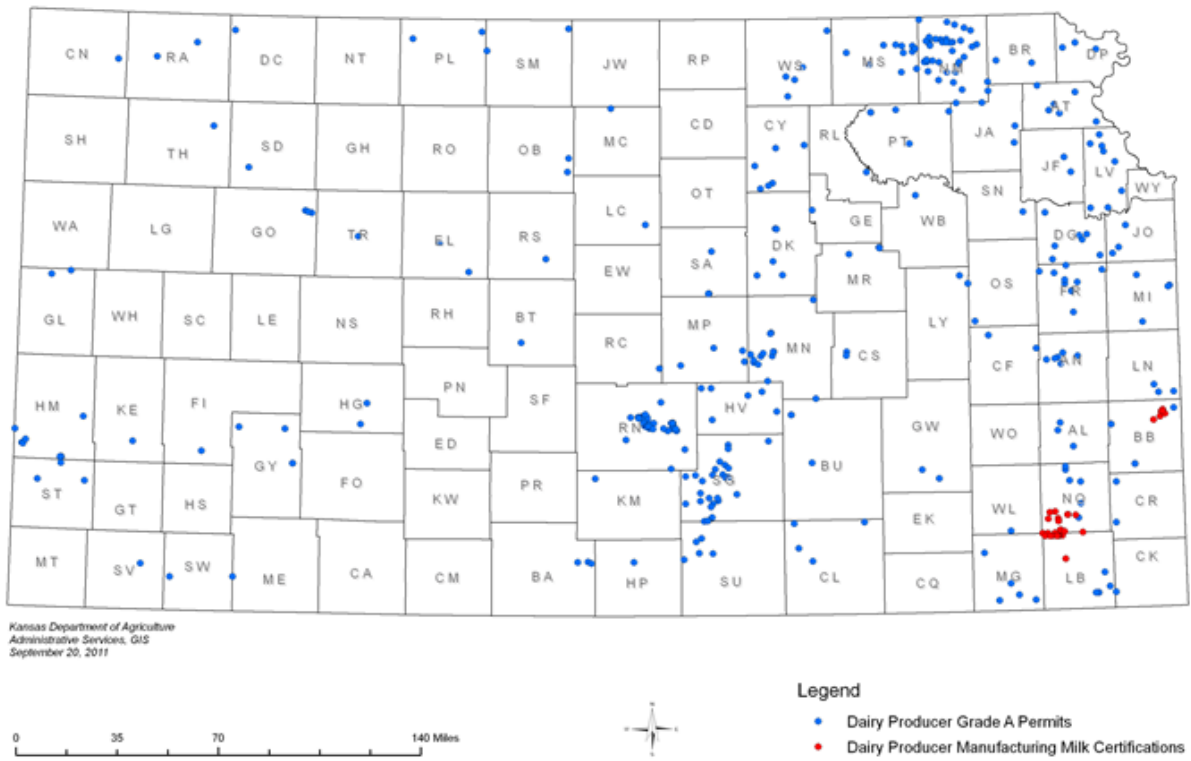 CN RA DC NT PL SM JW RP WS MS NM BR DP
SH TH SD GH RO OB MC CD CY RL PT JA AT
JF LV WY
WA LG GO TR EL RS LC OT DK GE WB SN DG JO
EW SA MR OS FR MI
GL WH SC LE NS RH BT RC MP MN CS LY CF AN LN
HM KE FI HG PN SF RN HV BU GW WO AL BB
GY ED
ST GT HS FO KW PR KM SG EK WL NO CR
MT SV SW ME CA CM BA HP SU CL CQ MG LB CK
Kansas Department of Agriculture
Administrative Services, GIS
September 20, 2011
Legend
Dairy Producer Grade A Permits
Dairy Producer Manufacturing Milk Certifications
0 35 70 140 Miles